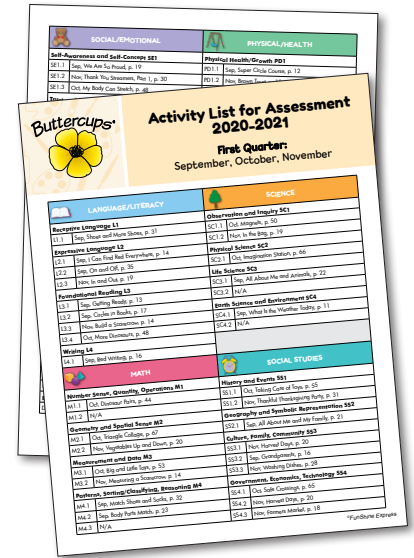 SOCIAL/EMOTIONAL
Self-Awareness and Self-Concept SE1
SE1.1 Sep, We Are So Proud, p. 19
SE1.2 Nov, Thank You Streamers, Part 1, p. 30
SE1.3 Oct, My Body Can Stretch, p. 48
PHYSICAL/HEALTH
Physical Health/Growth PD1
PD1.1 Sep, Super Circle Course, p. 12
PD1.2 Nov, Brown
Buttercups®
Activity List for Assessment
2020-2021
First Quarter:
September, October, November
LANGUAGE/LITERACY
Receptive Language L1
L1.1 Sep, Shoes and More Shoes, p. 31
Expressive Language L2
L2.1 Sep, I Can Find Red Everywhere, p. 14
L2.2 Sep, On and Off, p. 35
L2.3 Nov, In and Out, p. 19
Foundational Reading L3
L3.1 Sep, Getting Ready, p. 13
L3.2 Sep, Circles in Books, p. 17
L3.3 Nov, Build a Scarecrow, p. 14
L3.4 Oct, More Dinosaurs, p. 48
Writing L4
L4.1 Sep, Red Writing, p. 16
SCIENCE
Observation and Inquiry SC1
SC1.1 Oct, Magnets, p. 50
SC1.2 Nov, In the Bag, p. 19
Physical Science SC2
SC2.1 Oct, Imagination Station, p. 66
Life Science SC3
SC3.1 Sep, All About Me and Animals, p. 22
SC3.2 N/A
Earth Science and Environment SC4
SC4.1 Sep, What Is the Weather Today, p. 11
SC4.2 N/A
MATH
Number Sense, Quantity, Operations M1
M1.1 Oct, Dinosaur Pairs, p. 44
M1.2 N/A
Geometry and Spatial Sense M2
M2.1 Oct, Triangle Collage, p. 67
M2.2 Nov, Vegetables Up and Down, p. 20
Measurement and Data M3
M3.1 Oct, Big and Little Toys, p. 53
M3.2 Nov, Measuring a Scarecrow, p. 14
Patterns, Sorting/Classifying, Reasoning M4
M4.1 Sep, Match Shoes and Socks, p. 32
M4.2 Sep, Body Parts Match, p. 23
M4.3 N/A
SOCIAL STUDIES
History and Events SS1
SS1.1 Oct, Taking Care of Toys, p. 55
SS1.2 Nov, Thankful Thanksgiving Party, p. 31
Geography and Symbolic Representation SS2
SS2.1 Sep, All About Me and My Family, p. 21
Culture, Family, Community SS3
SS3.1 Nov, Harvest Days, p. 20
SS3.2 Sep, Grandparents, p. 16
SS3.3 Nov, Washing Dishes, p. 28
Government, Economics, Technology SS4
SS4.1 Oct, Safe Crossings, p. 65
SS4.2 Nov, Harvest Days, p. 20
SS4.3 Nov, Farmers Market, p. 18
©FunShine Express